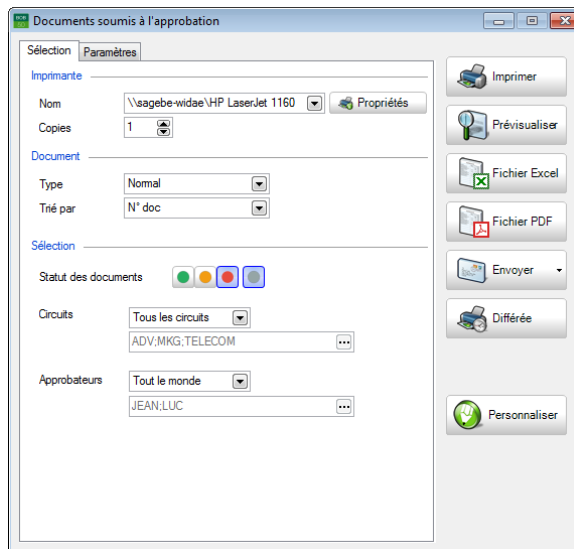 Documents soumis à l'approbation
Sélection Paramètres
Imprimante
Nom \\sagebe-widae\HP LaserJet 1160 Propriétés
Copies 1
Document
Type Normal
Trié par N° doc
Sélection
Statut des documents
Circuits Tous les circuits
ADV;MKG;TELECOM ...
Approbateurs Tout le monde
JEAN;LUC ...
Imprimer
Prévisualiser
Fichier Excel
Fichier PDF
Envoyer
Différée
Personnaliser